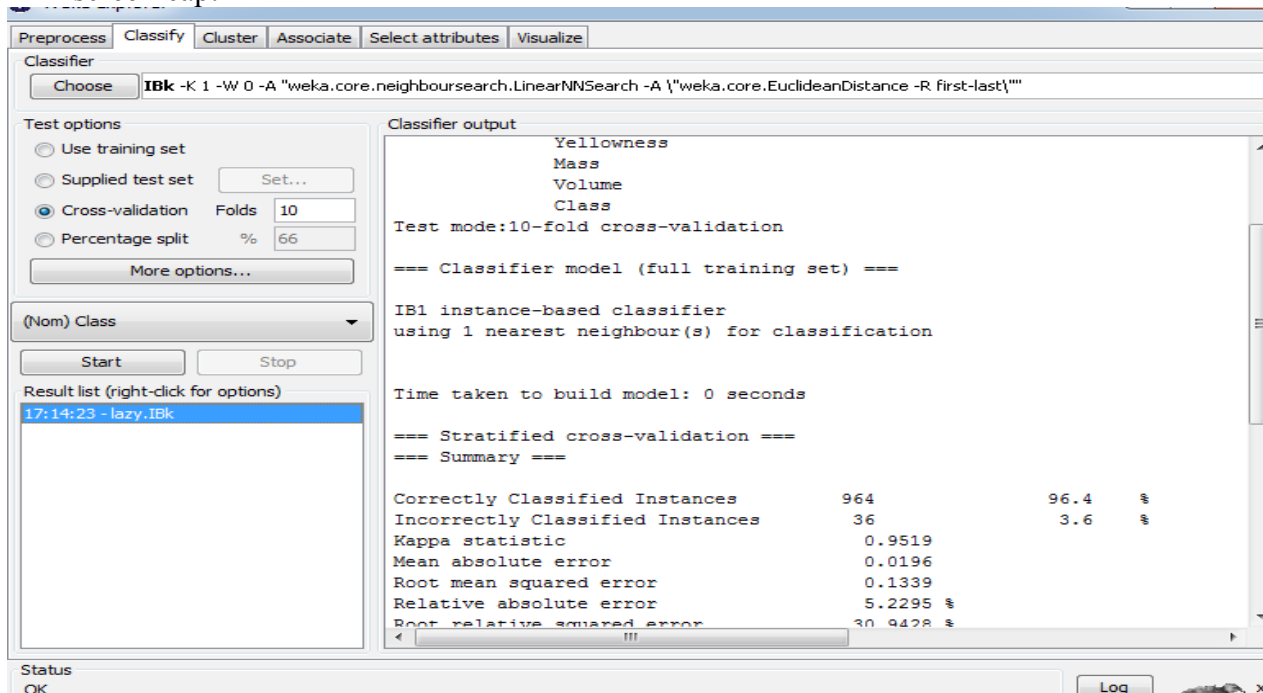 Preprocess Classify Cluster Associate Select attributes Visualize
Classifier
Choose IBk -K 1 -W 0 -A "weka.core.neighboursearch.LinearNNSearch -A \"weka.core.EuclideanDistance -R first-last\""
Test options
Use training set
Supplied test set Set...
Cross-validation Folds 10
Percentage split % 66
More options...
(Nom) Class
Start Stop
Result list (right-click for options)
17:14:23 - lazy.IBk
Classifier output
Yellowness
Mass
Volume
Class
Test mode:10-fold cross-validation
=== Classifier model (full training set) ===
IB1 instance-based classifier
using 1 nearest neighbour(s) for classification
Time taken to build model: 0 seconds
=== Stratified cross-validation ===
=== Summary ===
Correctly Classified Instances 964 96.4 %
Incorrectly Classified Instances 36 3.6 %
Kappa statistic 0.9519
Mean absolute error 0.0196
Root mean squared error 0.1339
Relative absolute error 5.2295 %
Root relative squared error 30.9428 %
Status
OK
Log
x